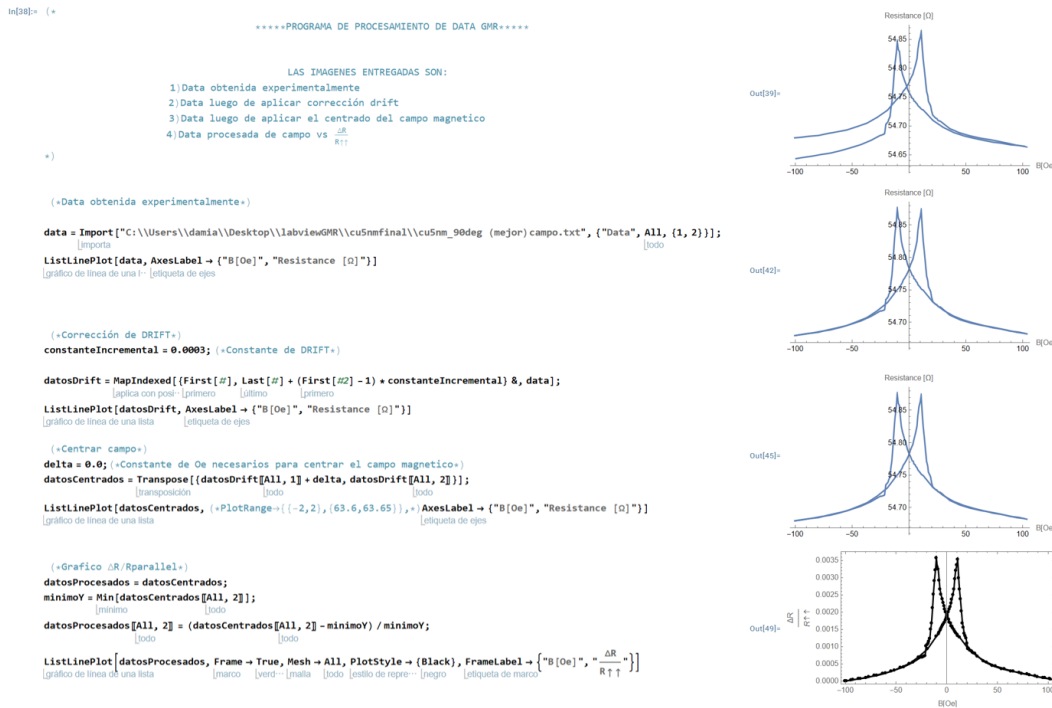 In[38]:= (*
*****PROGRAMA DE PROCESAMIENTO DE DATA GMR*****
LAS IMAGENES ENTREGADAS SON:
1)Data obtenida experimentalmente
2)Data luego de aplicar corrección drift
3)Data luego de aplicar el centrado del campo magnetico
4)Data procesada de campo vs ΔR/R↑↑
*)
(*Data obtenida experimentalmente*)
data = Import["C:\\Users\\damia\\Desktop\\labviewGMR\\cu5nmfinal\\cu5nm_90deg (mejor)campo.txt", {"Data", All, {1, 2}}];
importa todo
ListLinePlot[data, AxesLabel → {"B[Oe]", "Resistance [Ω]"}]
gráfico de línea de una l··· etiqueta de ejes
(*Corrección de DRIFT*)
constanteIncremental = 0.0003; (*Constante de DRIFT*)
datosDrift = MapIndexed[{First[#], Last[#] + (First[#2] - 1) * constanteIncremental} &, data];
aplica con posi··· primero último primero
ListLinePlot[datosDrift, AxesLabel → {"B[Oe]", "Resistance [Ω]"}]
gráfico de línea de una lista etiqueta de ejes
(*Centrar campo*)
delta = 0.0; (*Constante de Oe necesarios para centrar el campo magnetico*)
datosCentrados = Transpose[{datosDrift[[All, 1]] + delta, datosDrift[[All, 2]]}];
transposición todo todo
ListLinePlot[datosCentrados, (*PlotRange→{{-2,2},{63.6,63.65}},*)AxesLabel → {"B[Oe]", "Resistance [Ω]"}]
gráfico de línea de una lista etiqueta de ejes
(*Grafico ΔR/Rparallel*)
datosProcesados = datosCentrados;
minimoY = Min[datosCentrados[[All, 2]]];
mínimo todo
datosProcesados[[All, 2]] = (datosCentrados[[All, 2]] - minimoY) / minimoY;
todo todo
ListLinePlot[datosProcesados, Frame → True, Mesh → All, PlotStyle → {Black}, FrameLabel → {"B[Oe]", "ΔR/R↑↑"}]
gráfico de línea de una lista marco verd··· malla todo estilo de repre··· negro etiqueta de marco
Resistance [Ω]
54.85
54.80
Out[39]=
54.75
54.70
54.65
-100 -50 0 50 100
B[Oe
Resistance [Ω]
54.85
54.80
Out[42]=
54.75
54.70
-100 -50 0 50 100
B[Oe
Resistance [Ω]
54.85
54.80
Out[45]=
54.75
54.70
-100 -50 0 50 100
B[Oe
0.0035
0.0030
0.0025
0.0020
Out[49]=
ΔR/R↑↑
0.0015
0.0010
0.0005
0.0000
-100 -50 0 50 100
B[Oe]